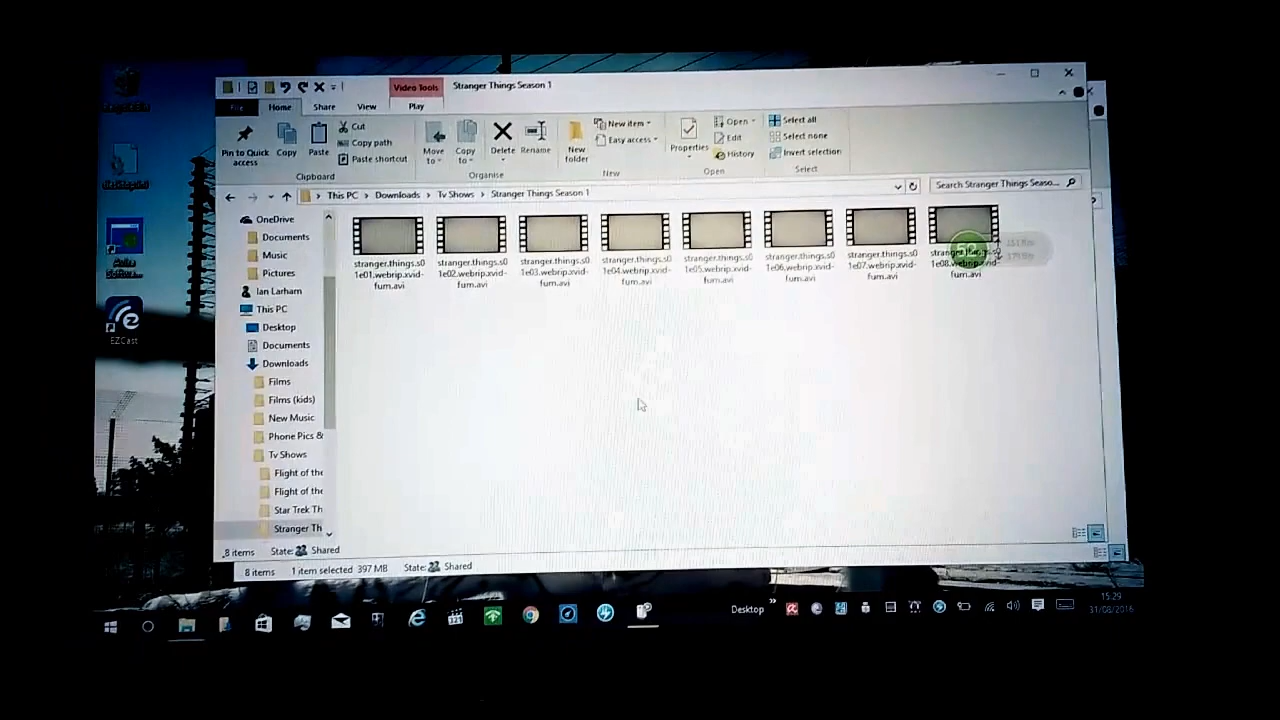 Video Tools
Stranger Things Season 1
File
Home
Share
View
Play
Pin to Quick access
Copy
Paste
Cut
Copy path
Paste shortcut
Move to
Copy to
Delete
Rename
New folder
New item
Easy access
Properties
Open
Edit
History
Select all
Select none
Invert selection
Clipboard
Organise
New
Open
Select
This PC > Downloads > Tv Shows > Stranger Things Season 1
Search Stranger Things Seaso...
OneDrive
Documents
Music
Pictures
Ian Larham
This PC
Desktop
Documents
Downloads
Films
Films (kids)
New Music
Phone Pics &
Tv Shows
Flight of the
Flight of the
Star Trek Th
Stranger Th
stranger.things.s0
1e01.webrip.xvid-
fum.avi
stranger.things.s0
1e02.webrip.xvid-
fum.avi
stranger.things.s0
1e03.webrip.xvid-
fum.avi
stranger.things.s0
1e04.webrip.xvid-
fum.avi
stranger.things.s0
1e05.webrip.xvid-
fum.avi
stranger.things.s0
1e06.webrip.xvid-
fum.avi
stranger.things.s0
1e07.webrip.xvid-
fum.avi
stranger.things.s0
1e08.webrip.xvid-
fum.avi
EZCast
8 items State: Shared
8 items 1 item selected 397 MB State: Shared
Desktop
15:29
31/08/2016